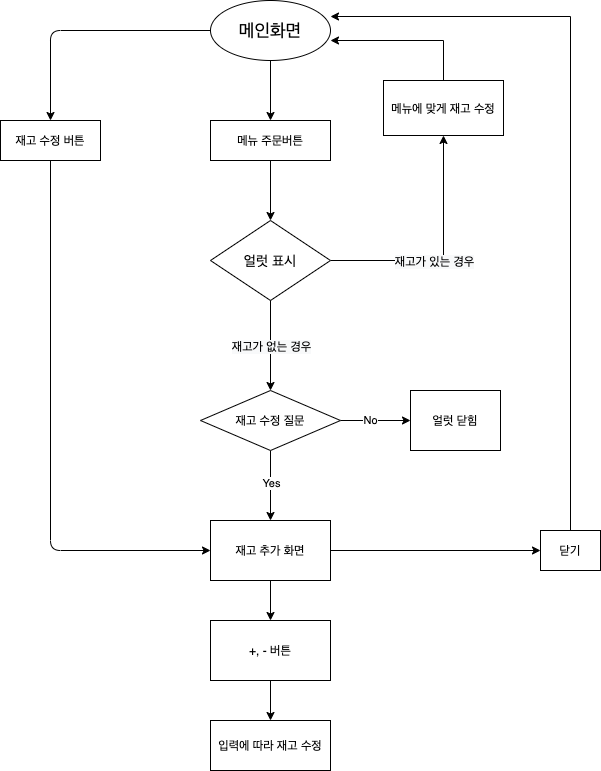 메인화면
메뉴에 맞게 재고 수정
재고 수정 버튼
메뉴 주문버튼
얼럿 표시
재고가 있는 경우
재고가 없는 경우
재고 수정 질문
No
얼럿 닫힘
Yes
재고 추가 화면
닫기
+, - 버튼
입력에 따라 재고 수정